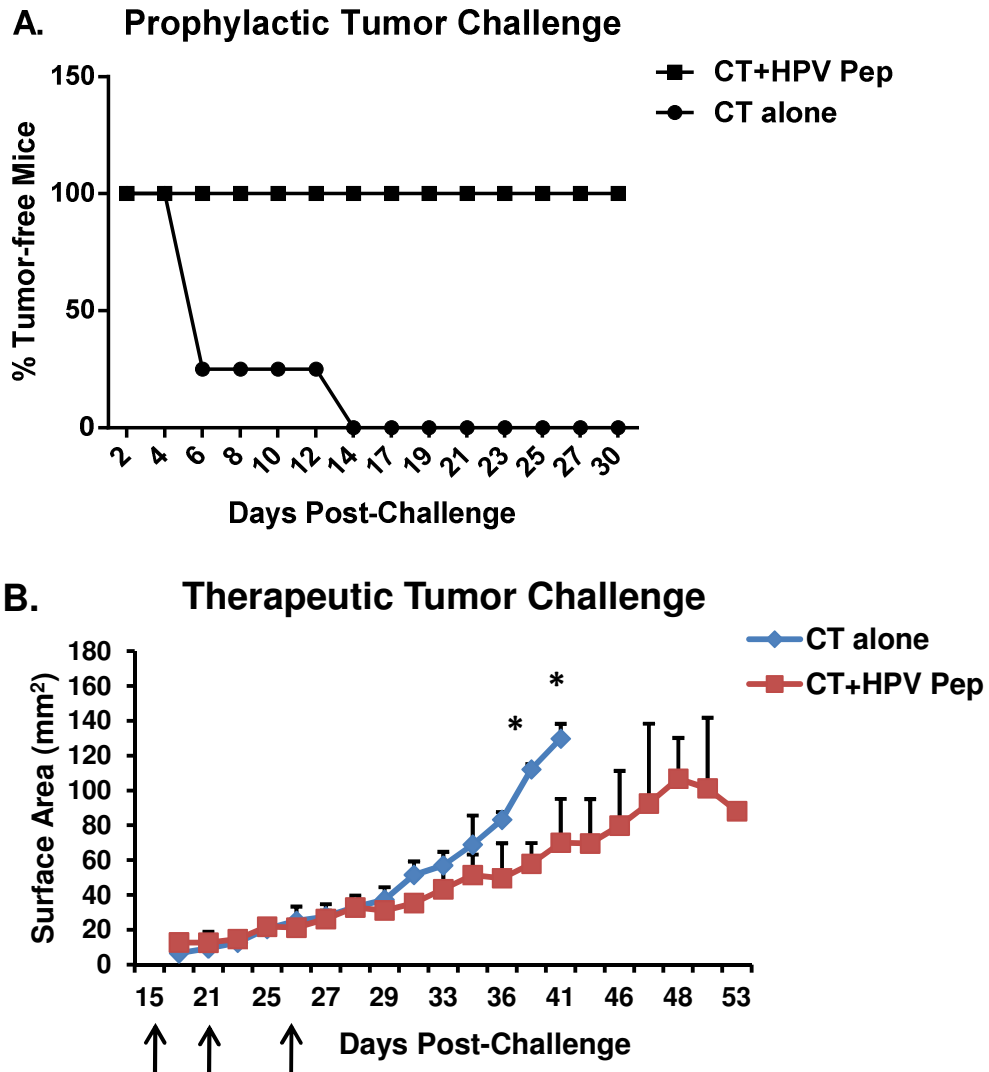 A. Prophylactic Tumor Challenge
150
100
50
0
% Tumor-free Mice
CT+HPV Pep
CT alone
2 4 6 8 10 12 14 17 19 21 23 25 27 30
Days Post-Challenge
B. Therapeutic Tumor Challenge
180
160
140
120
100
80
60
40
20
0
Surface Area (mm²)
CT alone
CT+HPV Pep
*
*
15 21 25 27 29 33 36 41 46 48 53
Days Post-Challenge